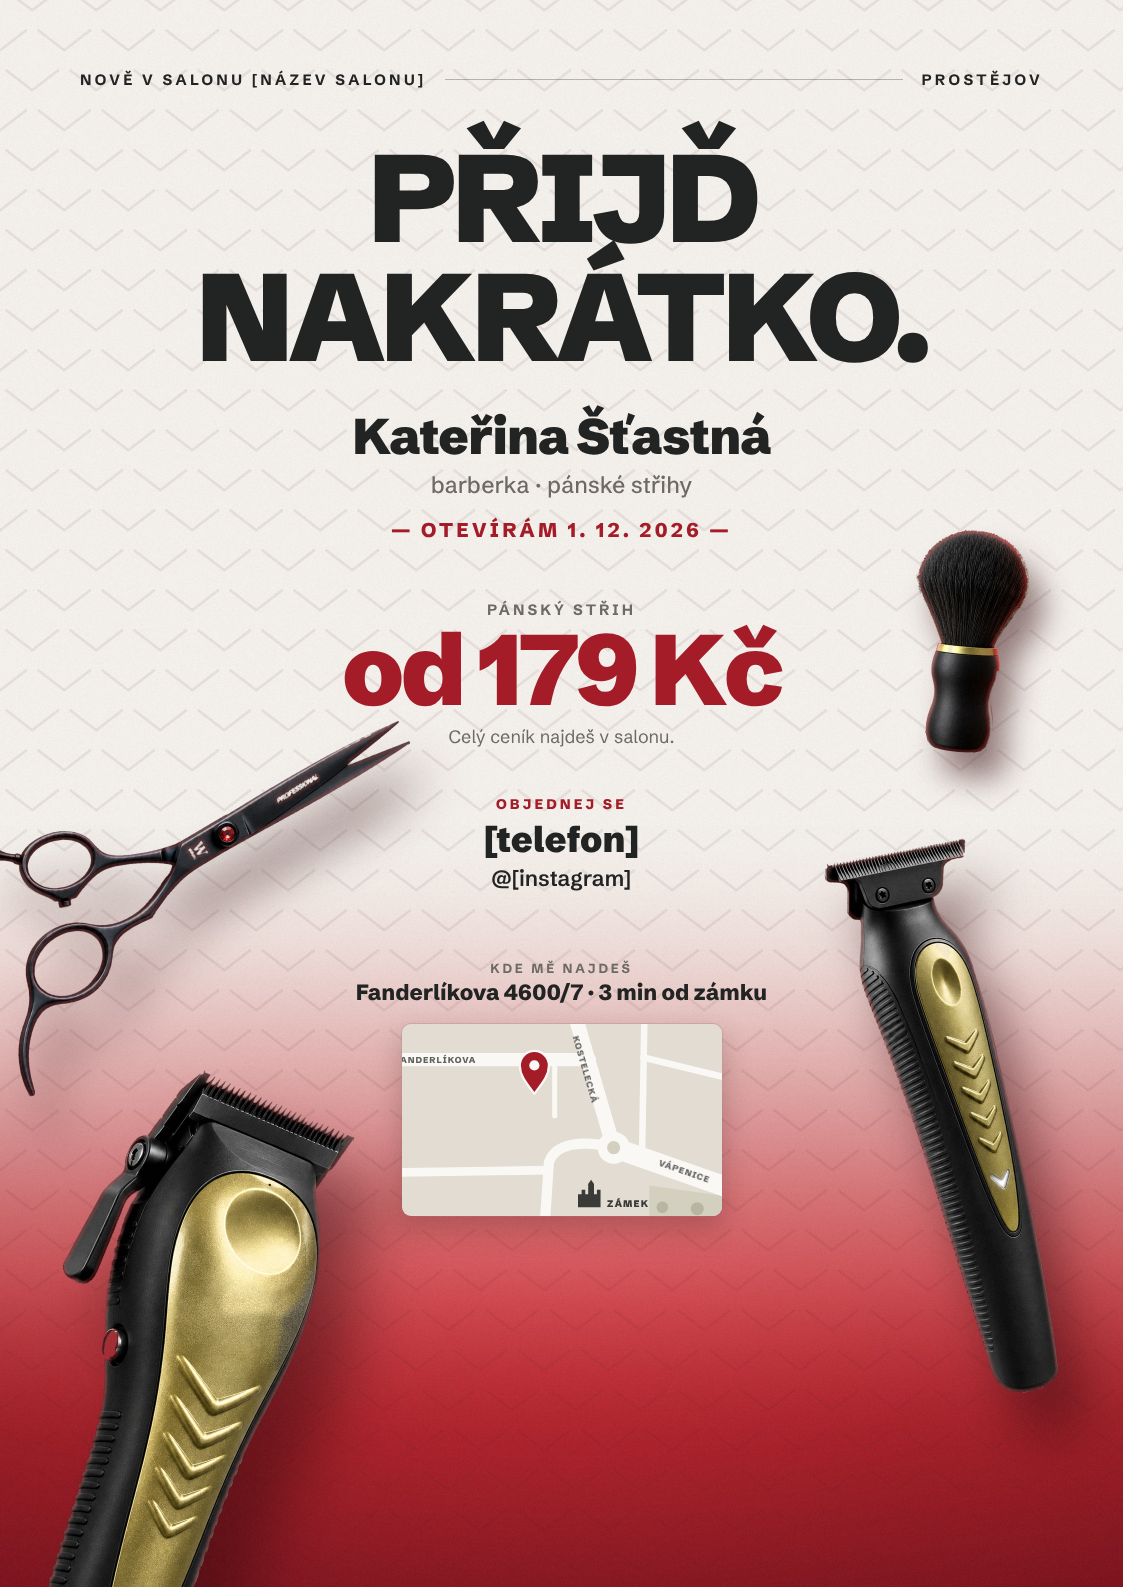 NOVĚ V SALONU [NÁZEV SALONU]
PROSTĚJOV
PŘIJĎ
NAKRÁTKO.
Kateřina Šťastná
barberka · pánské střihy
— OTEVÍRÁM 1. 12. 2026 —
PÁNSKÝ STŘIH
od 179 Kč
Celý ceník najdeš v salonu.
PROFESSIONAL
OBJEDNEJ SE
[telefon]
@[instagram]
KDE MĚ NAJDEŠ
Fanderlíkova 4600/7 · 3 min od zámku
ANDERLÍKOVA
KOSTELECKÁ
VÁPENICE
ZÁMEK